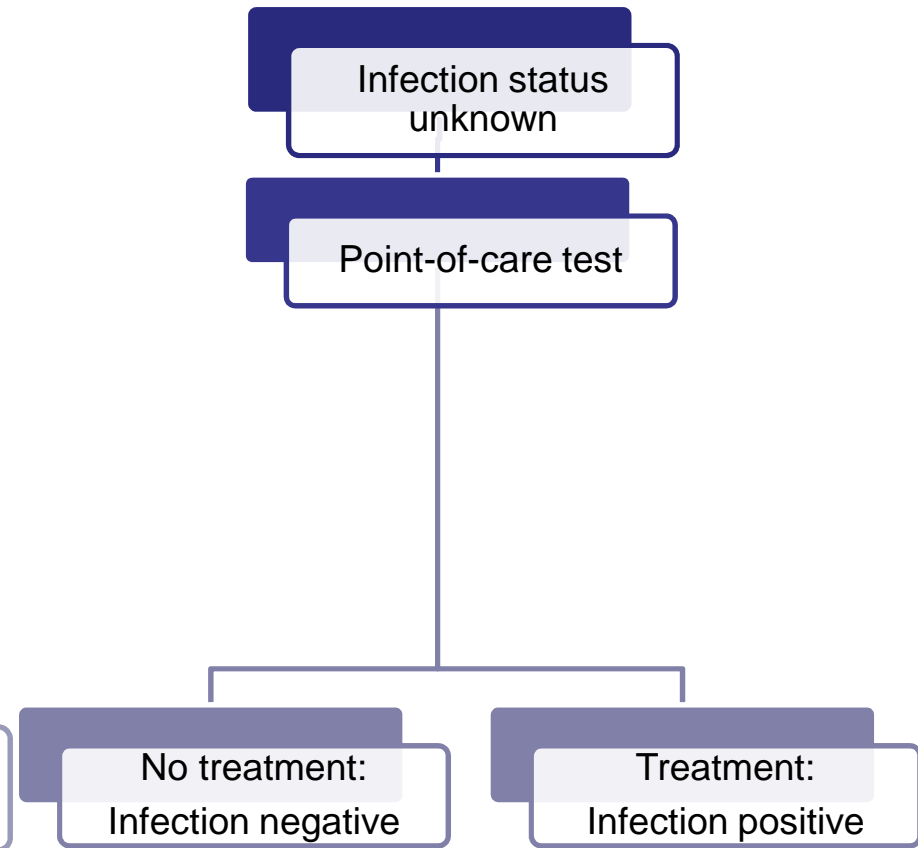 Infection status
unknown
Point-of-care test
No treatment:
Infection negative
Treatment:
Infection positive